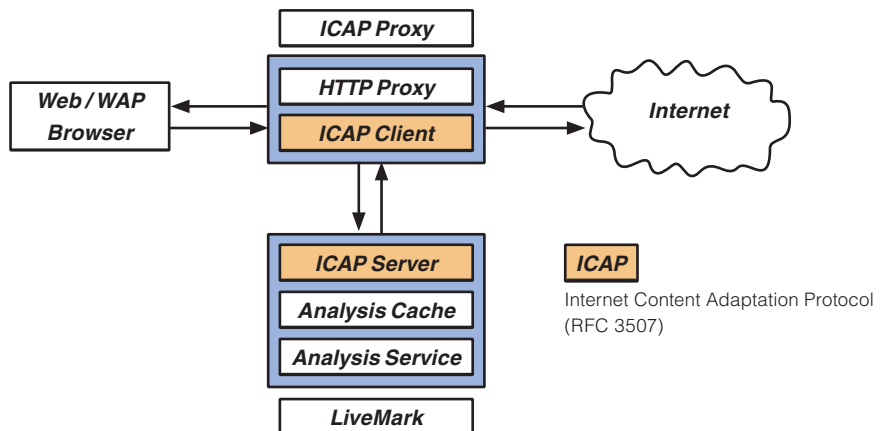 ICAP Proxy
HTTP Proxy
ICAP Client
Web / WAP
Browser
Internet
ICAP Server
Analysis Cache
Analysis Service
LiveMark
ICAP
Internet Content Adaptation Protocol
(RFC 3507)